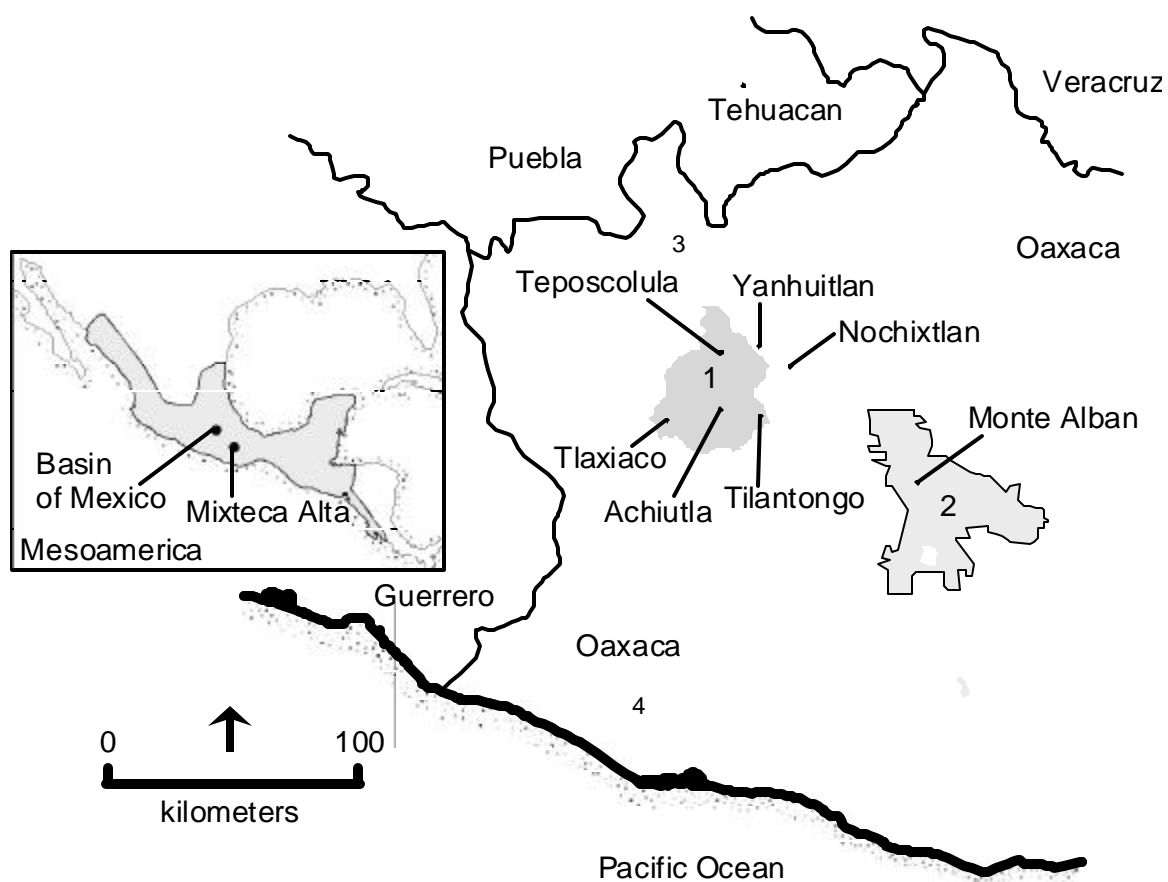 Veracruz
Tehuacan
Puebla
3
Oaxaca
Teposcolula
Yanhuitlan
Nochixtlan
1
Monte Alban
Tlaxiaco
Achiutla
Tilantongo
2
Basin
of Mexico
Mixteca Alta
Mesoamerica
Guerrero
Oaxaca
4
0
100
kilometers
Pacific Ocean